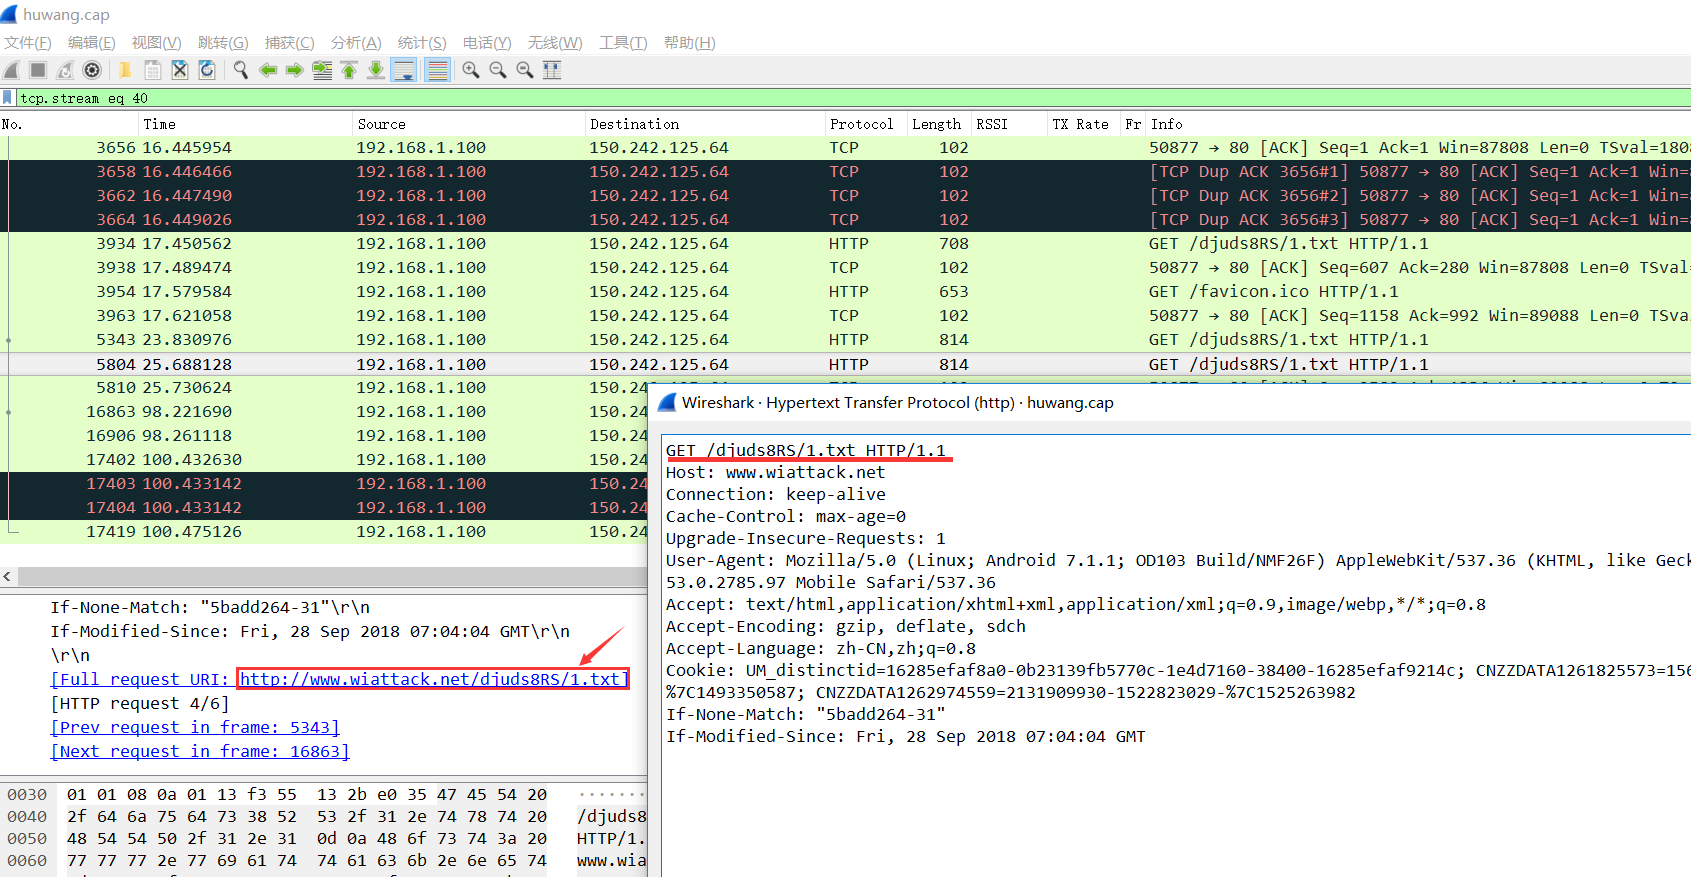 huwang.cap
文件(F) 编辑(E) 视图(V) 跳转(G) 捕获(C) 分析(A) 统计(S) 电话(Y) 无线(W) 工具(T) 帮助(H)
tcp.stream eq 40
No. Time Source Destination Protocol Length RSSI TX Rate Fr Info
3656 16.445954 192.168.1.100 150.242.125.64 TCP 102 50877 → 80 [ACK] Seq=1 Ack=1 Win=87808 Len=0 TSval=1808
3658 16.446466 192.168.1.100 150.242.125.64 TCP 102 [TCP Dup ACK 3656#1] 50877 → 80 [ACK] Seq=1 Ack=1 Win=
3662 16.447490 192.168.1.100 150.242.125.64 TCP 102 [TCP Dup ACK 3656#2] 50877 → 80 [ACK] Seq=1 Ack=1 Win=
3664 16.449026 192.168.1.100 150.242.125.64 TCP 102 [TCP Dup ACK 3656#3] 50877 → 80 [ACK] Seq=1 Ack=1 Win=
3934 17.450562 192.168.1.100 150.242.125.64 HTTP 708 GET /djuds8RS/1.txt HTTP/1.1
3938 17.489474 192.168.1.100 150.242.125.64 TCP 102 50877 → 80 [ACK] Seq=607 Ack=280 Win=87808 Len=0 TSval
3954 17.579584 192.168.1.100 150.242.125.64 HTTP 653 GET /favicon.ico HTTP/1.1
3963 17.621058 192.168.1.100 150.242.125.64 TCP 102 50877 → 80 [ACK] Seq=1158 Ack=992 Win=89088 Len=0 TSva
5343 23.830976 192.168.1.100 150.242.125.64 HTTP 814 GET /djuds8RS/1.txt HTTP/1.1
5804 25.688128 192.168.1.100 150.242.125.64 HTTP 814 GET /djuds8RS/1.txt HTTP/1.1
5810 25.730624 192.168.1.100 150.24
16863 98.221690 192.168.1.100 150.24
16906 98.261118 192.168.1.100 150.24
17402 100.432630 192.168.1.100 150.24
17403 100.433142 192.168.1.100 150.24
17404 100.433142 192.168.1.100 150.24
17419 100.475126 192.168.1.100 150.24
If-None-Match: "5badd264-31"\r\n
If-Modified-Since: Fri, 28 Sep 2018 07:04:04 GMT\r\n
\r\n
[Full request URI: http://www.wiattack.net/djuds8RS/1.txt]
[HTTP request 4/6]
[Prev request in frame: 5343]
[Next request in frame: 16863]
0030 01 01 08 0a 01 13 f3 55 13 2b e0 35 47 45 54 20 ·······
0040 2f 64 6a 75 64 73 38 52 53 2f 31 2e 74 78 74 20 /djuds8
0050 48 54 54 50 2f 31 2e 31 0d 0a 48 6f 73 74 3a 20 HTTP/1.
0060 77 77 77 2e 77 69 61 74 74 61 63 6b 2e 6e 65 74 www.wia
Wireshark · Hypertext Transfer Protocol (http) · huwang.cap
GET /djuds8RS/1.txt HTTP/1.1
Host: www.wiattack.net
Connection: keep-alive
Cache-Control: max-age=0
Upgrade-Insecure-Requests: 1
User-Agent: Mozilla/5.0 (Linux; Android 7.1.1; OD103 Build/NMF26F) AppleWebKit/537.36 (KHTML, like Geck
53.0.2785.97 Mobile Safari/537.36
Accept: text/html,application/xhtml+xml,application/xml;q=0.9,image/webp,*/*;q=0.8
Accept-Encoding: gzip, deflate, sdch
Accept-Language: zh-CN,zh;q=0.8
Cookie: UM_distinctid=16285efaf8a0-0b23139fb5770c-1e4d7160-38400-16285efaf9214c; CNZZDATA1261825573=156
%7C1493350587; CNZZDATA1262974559=2131909930-1522823029-%7C1525263982
If-None-Match: "5badd264-31"
If-Modified-Since: Fri, 28 Sep 2018 07:04:04 GMT